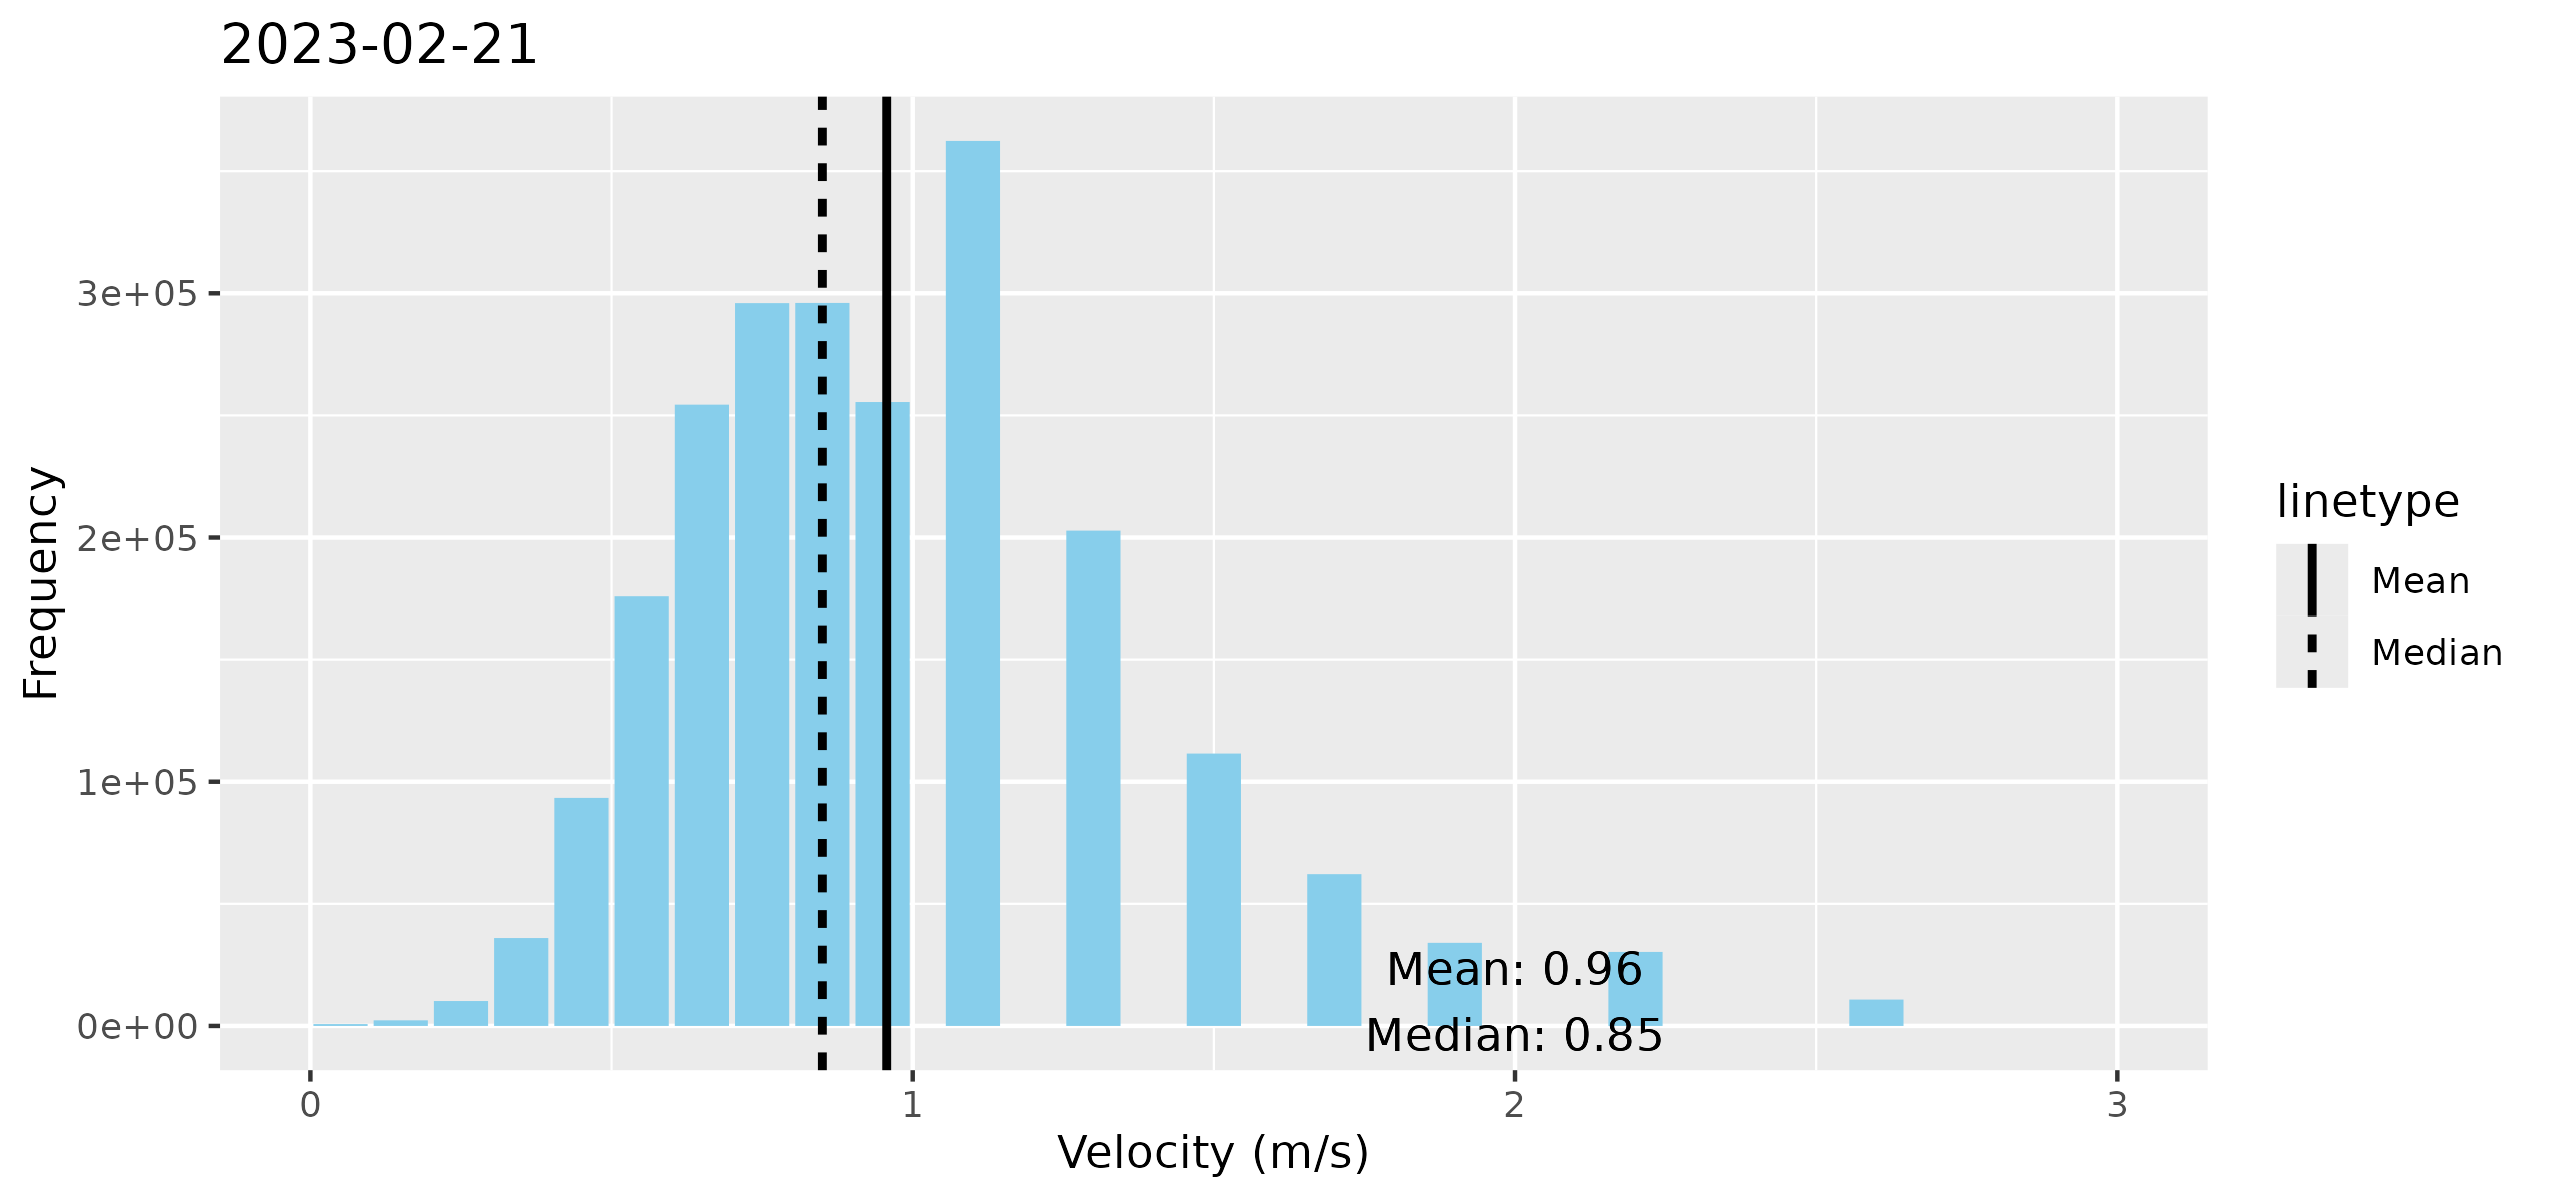 2023-02-21
Frequency
3e+05
2e+05
1e+05
0e+00
Mean: 0.96
Median: 0.85
0 1 2 3
Velocity (m/s)
linetype
Mean
Median